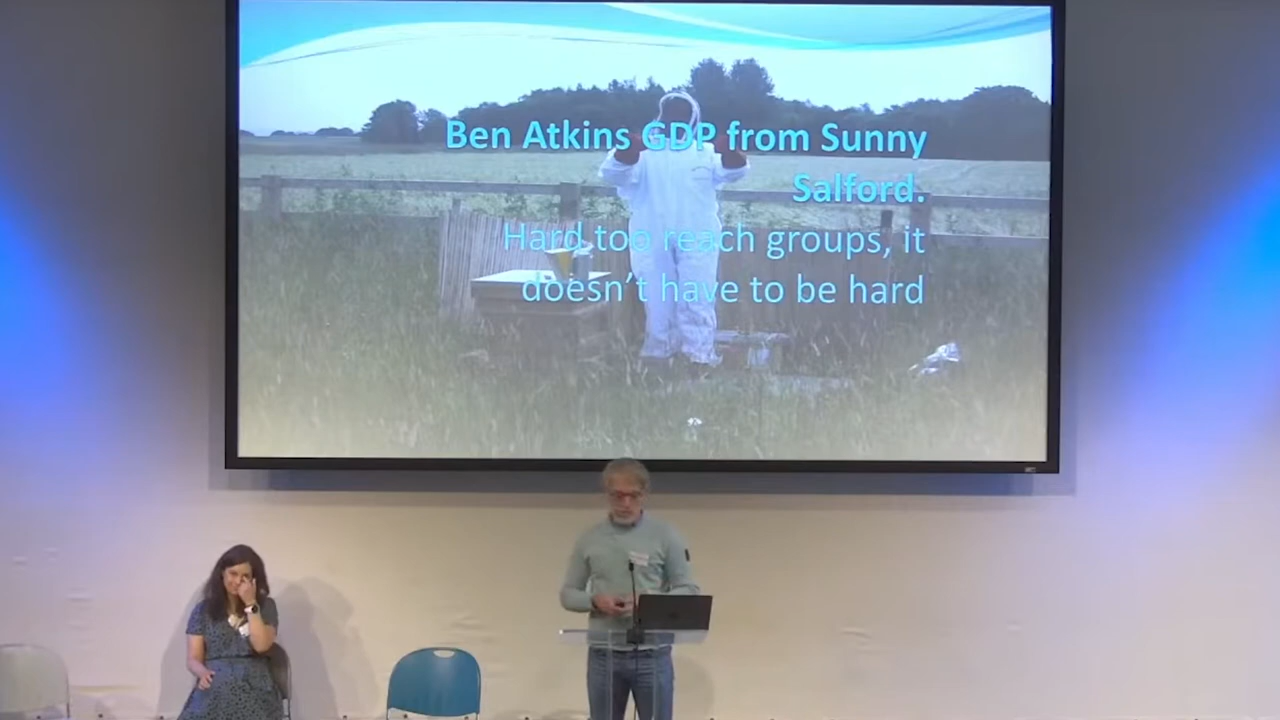 Ben Atkins GDP from Sunny
Salford.
Hard too reach groups, it
doesn't have to be hard